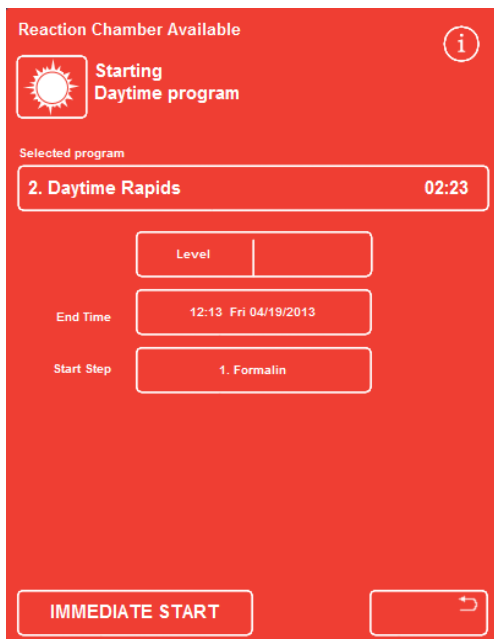 Reaction Chamber Available
i
Starting
Daytime program
Selected program
2. Daytime Rapids 02:23
Level
End Time 12:13 Fri 04/19/2013
Start Step 1. Formalin
IMMEDIATE START